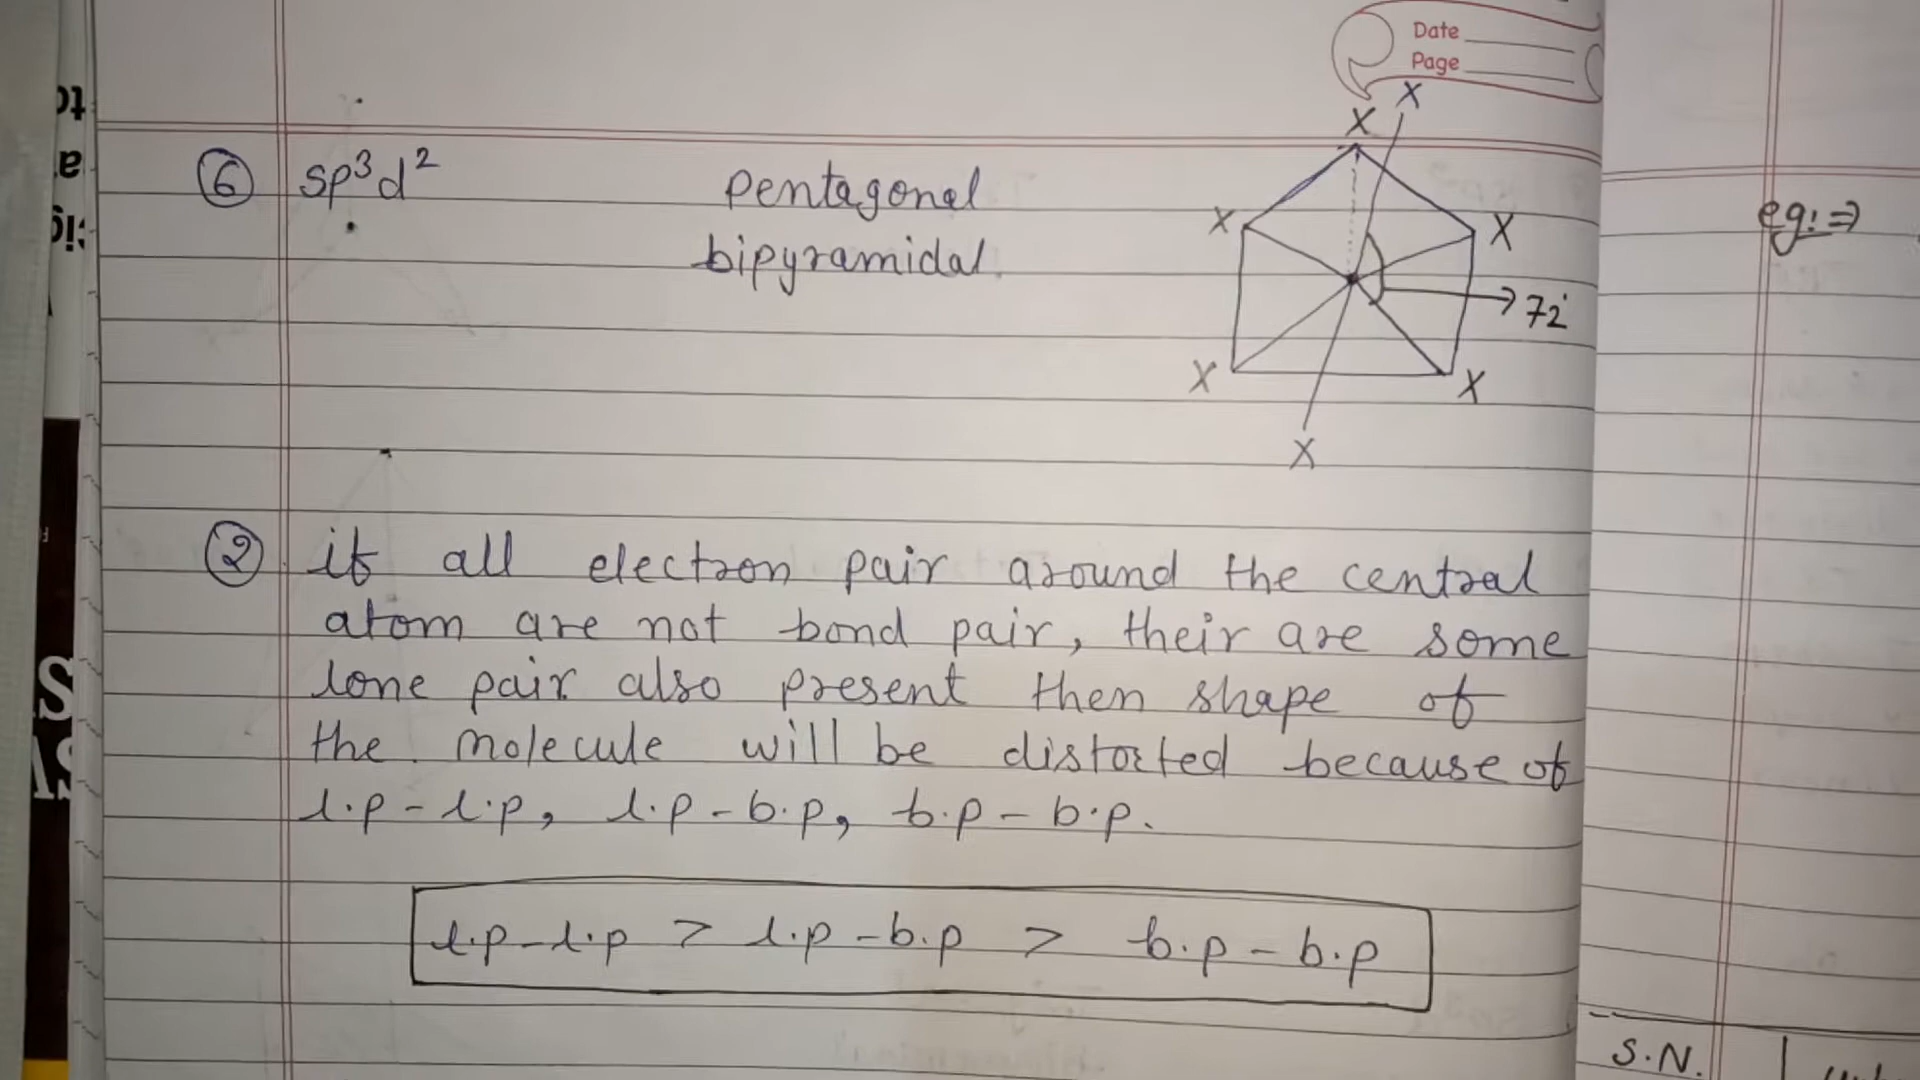 Date
Page
⑥ sp³d² pentagonal
bipyramidal
X
X
X
X
X
X
X
72°
eg:⇒
② if all electron pair around the central
atom are not bond pair, their are some
lone pair also present then shape of
the molecule will be distorted because of
l.p - l.p, l.p - b.p, b.p - b.p.
l.p - l.p > l.p - b.p > b.p - b.p
S.N.